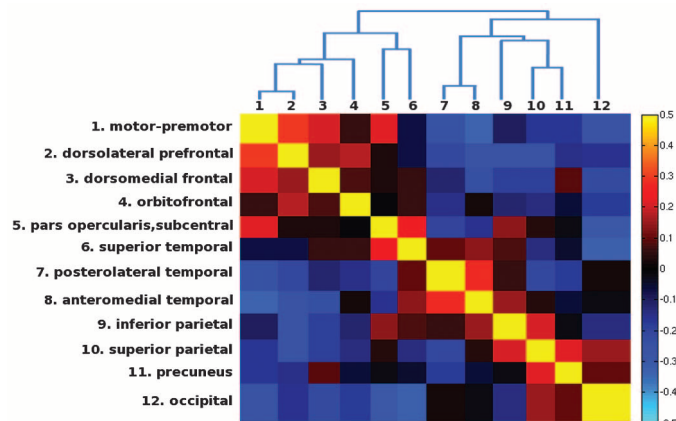 1 2 3 4 5 6 7 8 9 10 11 12
1. motor-premotor
2. dorsolateral prefrontal
3. dorsomedial frontal
4. orbitofrontal
5. pars opercularis,subcentral
6. superior temporal
7. posterolateral temporal
8. anteromedial temporal
9. inferior parietal
10. superior parietal
11. precuneus
12. occipital
0.5
0.4
0.3
0.2
0.1
0
-0.1
-0.2
-0.3
-0.4
-0.5